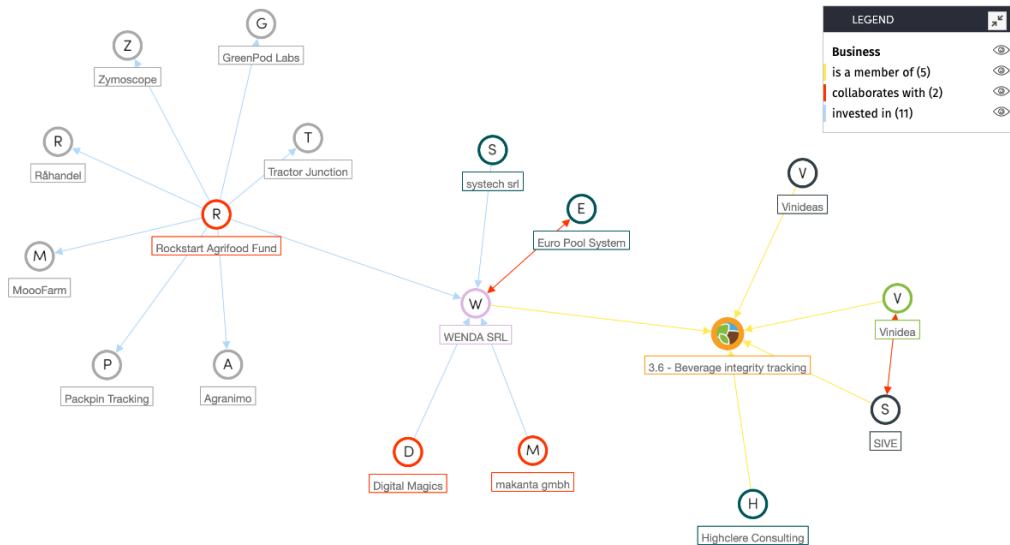 LEGEND
Business
is a member of (5)
collaborates with (2)
invested in (11)
G
GreenPod Labs
Z
Zymoscope
R
Råhandel
T
Tractor Junction
R
Rockstart Agrifood Fund
M
MoooFarm
P
Packpin Tracking
A
Agranimo
S
systech srl
E
Euro Pool System
W
WENDA SRL
D
Digital Magics
M
makanta gmbh
V
Vinideas
V
Vinidea
3.6 - Beverage integrity tracking
S
SIVE
H
Highclere Consulting